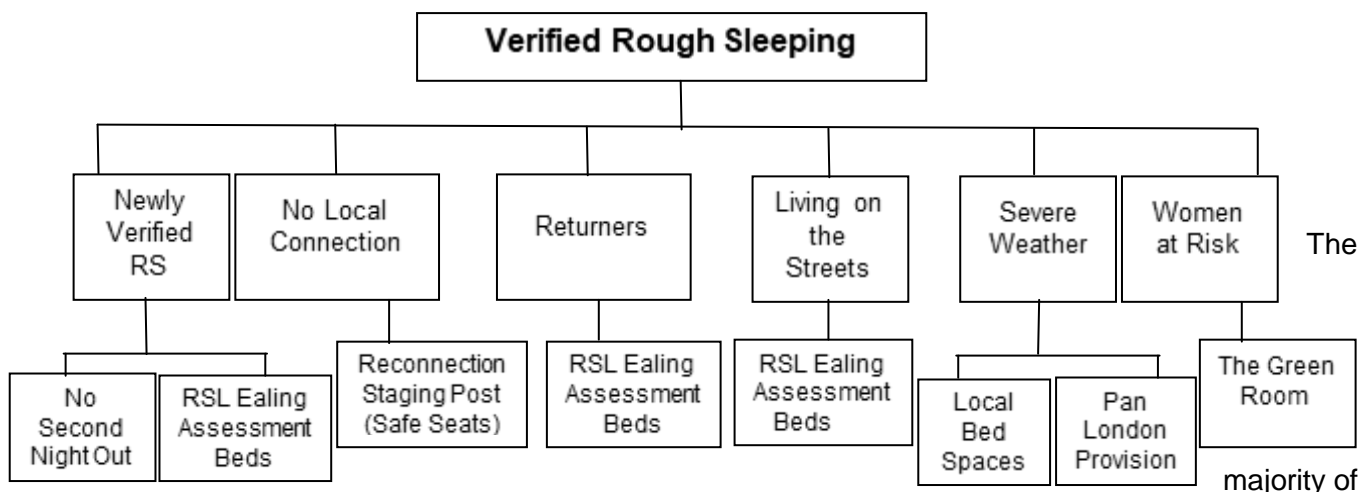 Verified Rough Sleeping
Newly
Verified
RS
No Local
Connection
Returners
Living on
the
Streets
Severe
Weather
Women
at Risk
The
No
Second
Night Out
RSL Ealing
Assessment
Beds
Reconnection
Staging Post
(Safe Seats)
RSL Ealing
Assessment
Beds
RSL Ealing
Assessment
Beds
Local
Bed
Spaces
Pan
London
Provision
The Green
Room
majority of